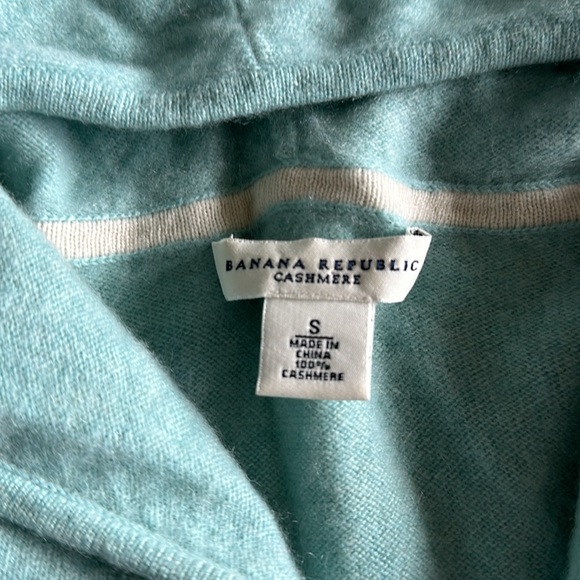 BANANA REPUBLIC
CASHMERE
S
MADE IN
CHINA
100%
CASHMERE